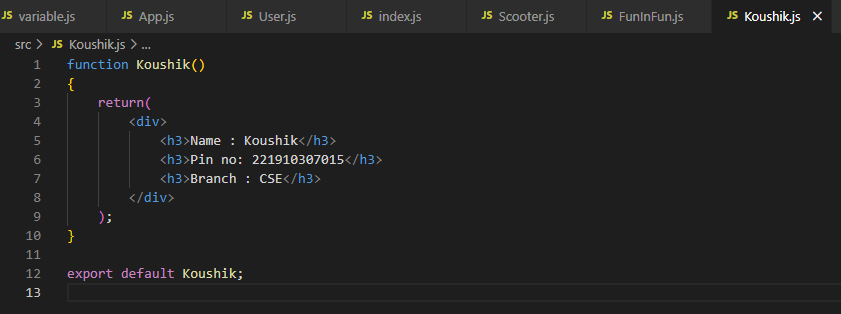 JS variable.js JS App.js JS User.js JS index.js JS Scooter.js JS FunInFun.js JS Koushik.js ×
src > JS Koushik.js > ...
1 function Koushik()
2 {
3     return(
4         <div>
5             <h3>Name : Koushik</h3>
6             <h3>Pin no: 221910307015</h3>
7             <h3>Branch : CSE</h3>
8         </div>
9     );
10 }
11
12 export default Koushik;
13